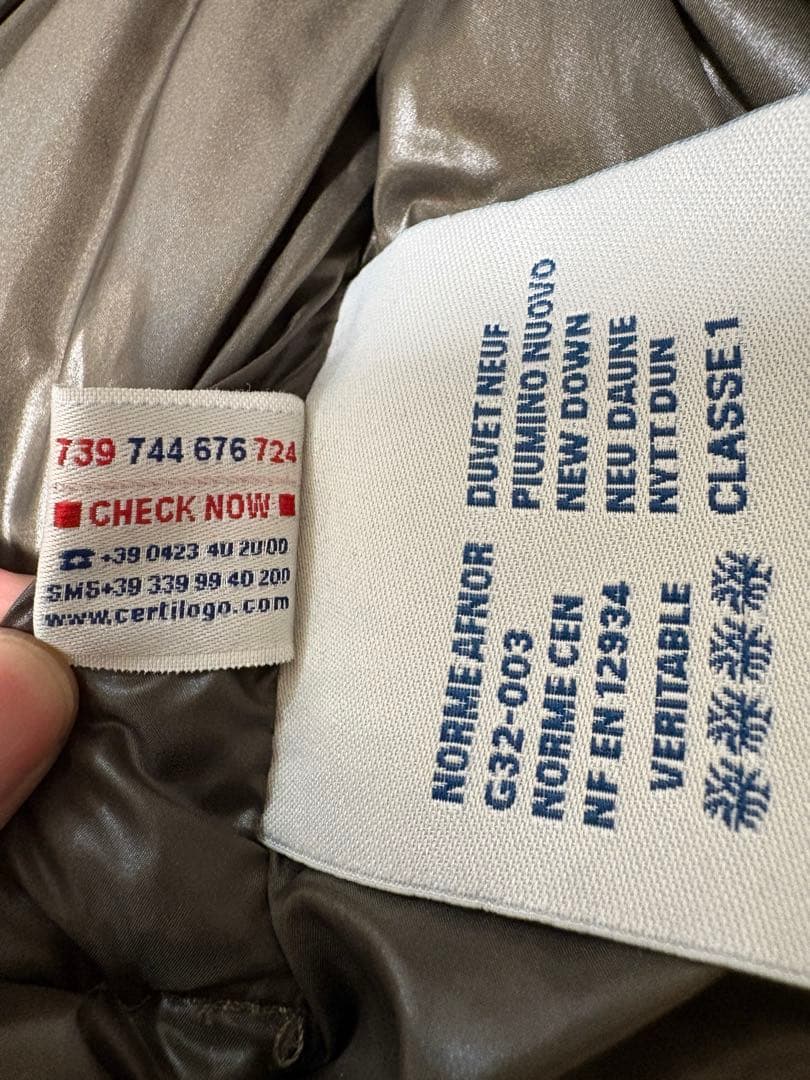 739 744 676 724
CHECK NOW
+39 0423 40 2000
SMS+39 339 99 40 200
www.certilogo.com
NORME AFNOR
G32-003
NORME CEN
NF EN 12934
VERITABLE
DUVET NEUF
PIUMINO NUOVO
NEW DOWN
NEU DAUNE
NYTT DUN
CLASSE 1